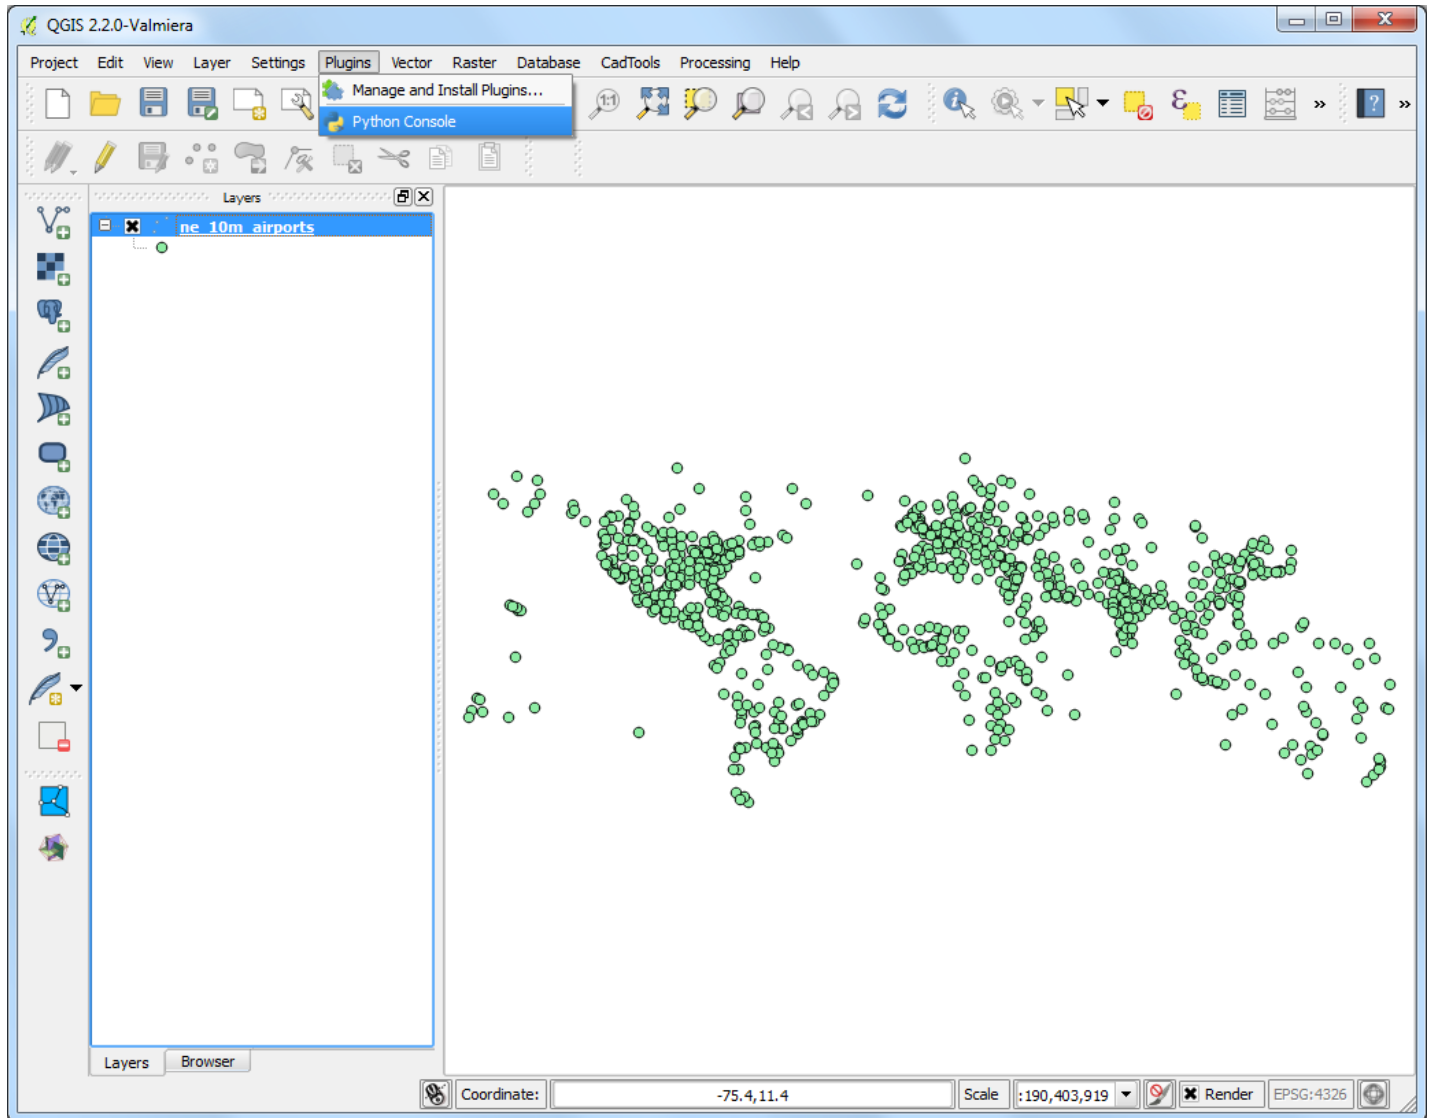 QGIS 2.2.0-Valmiera
Project Edit View Layer Settings Plugins Vector Raster Database CadTools Processing Help
Manage and Install Plugins...
Python Console
1:1
ε
»
?
»
Layers
ne_10m_airports
Layers Browser
Coordinate: -75.4,11.4 Scale :190,403,919 Render EPSG:4326